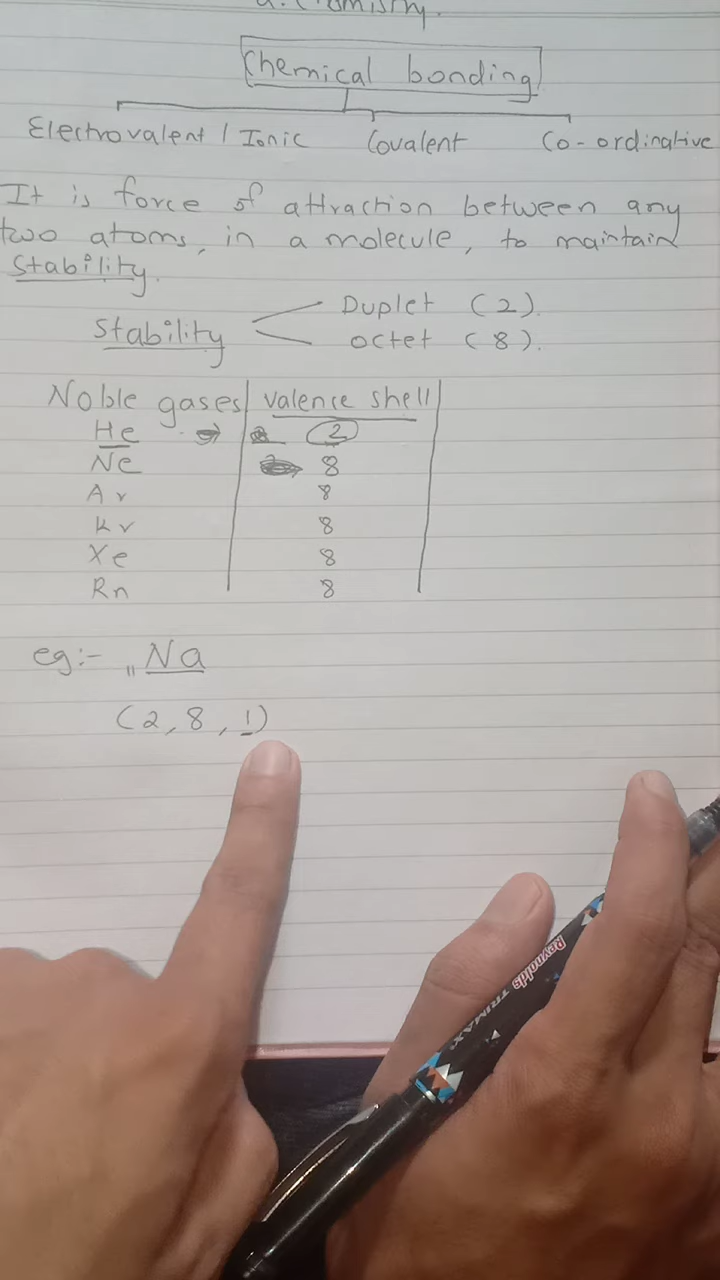 Chemical bonding
Electrovalent / Ionic Covalent Co-ordinative
It is force of attraction between any
two atoms, in a molecule, to maintain
stability.
Stability Duplet (2).
octet (8).
Noble gases valence shell
He 2
Ne 8
Ar 8
Kr 8
Xe 8
Rn 8
eg:- 11Na
(2, 8, 1)
Reynolds TRIMAX